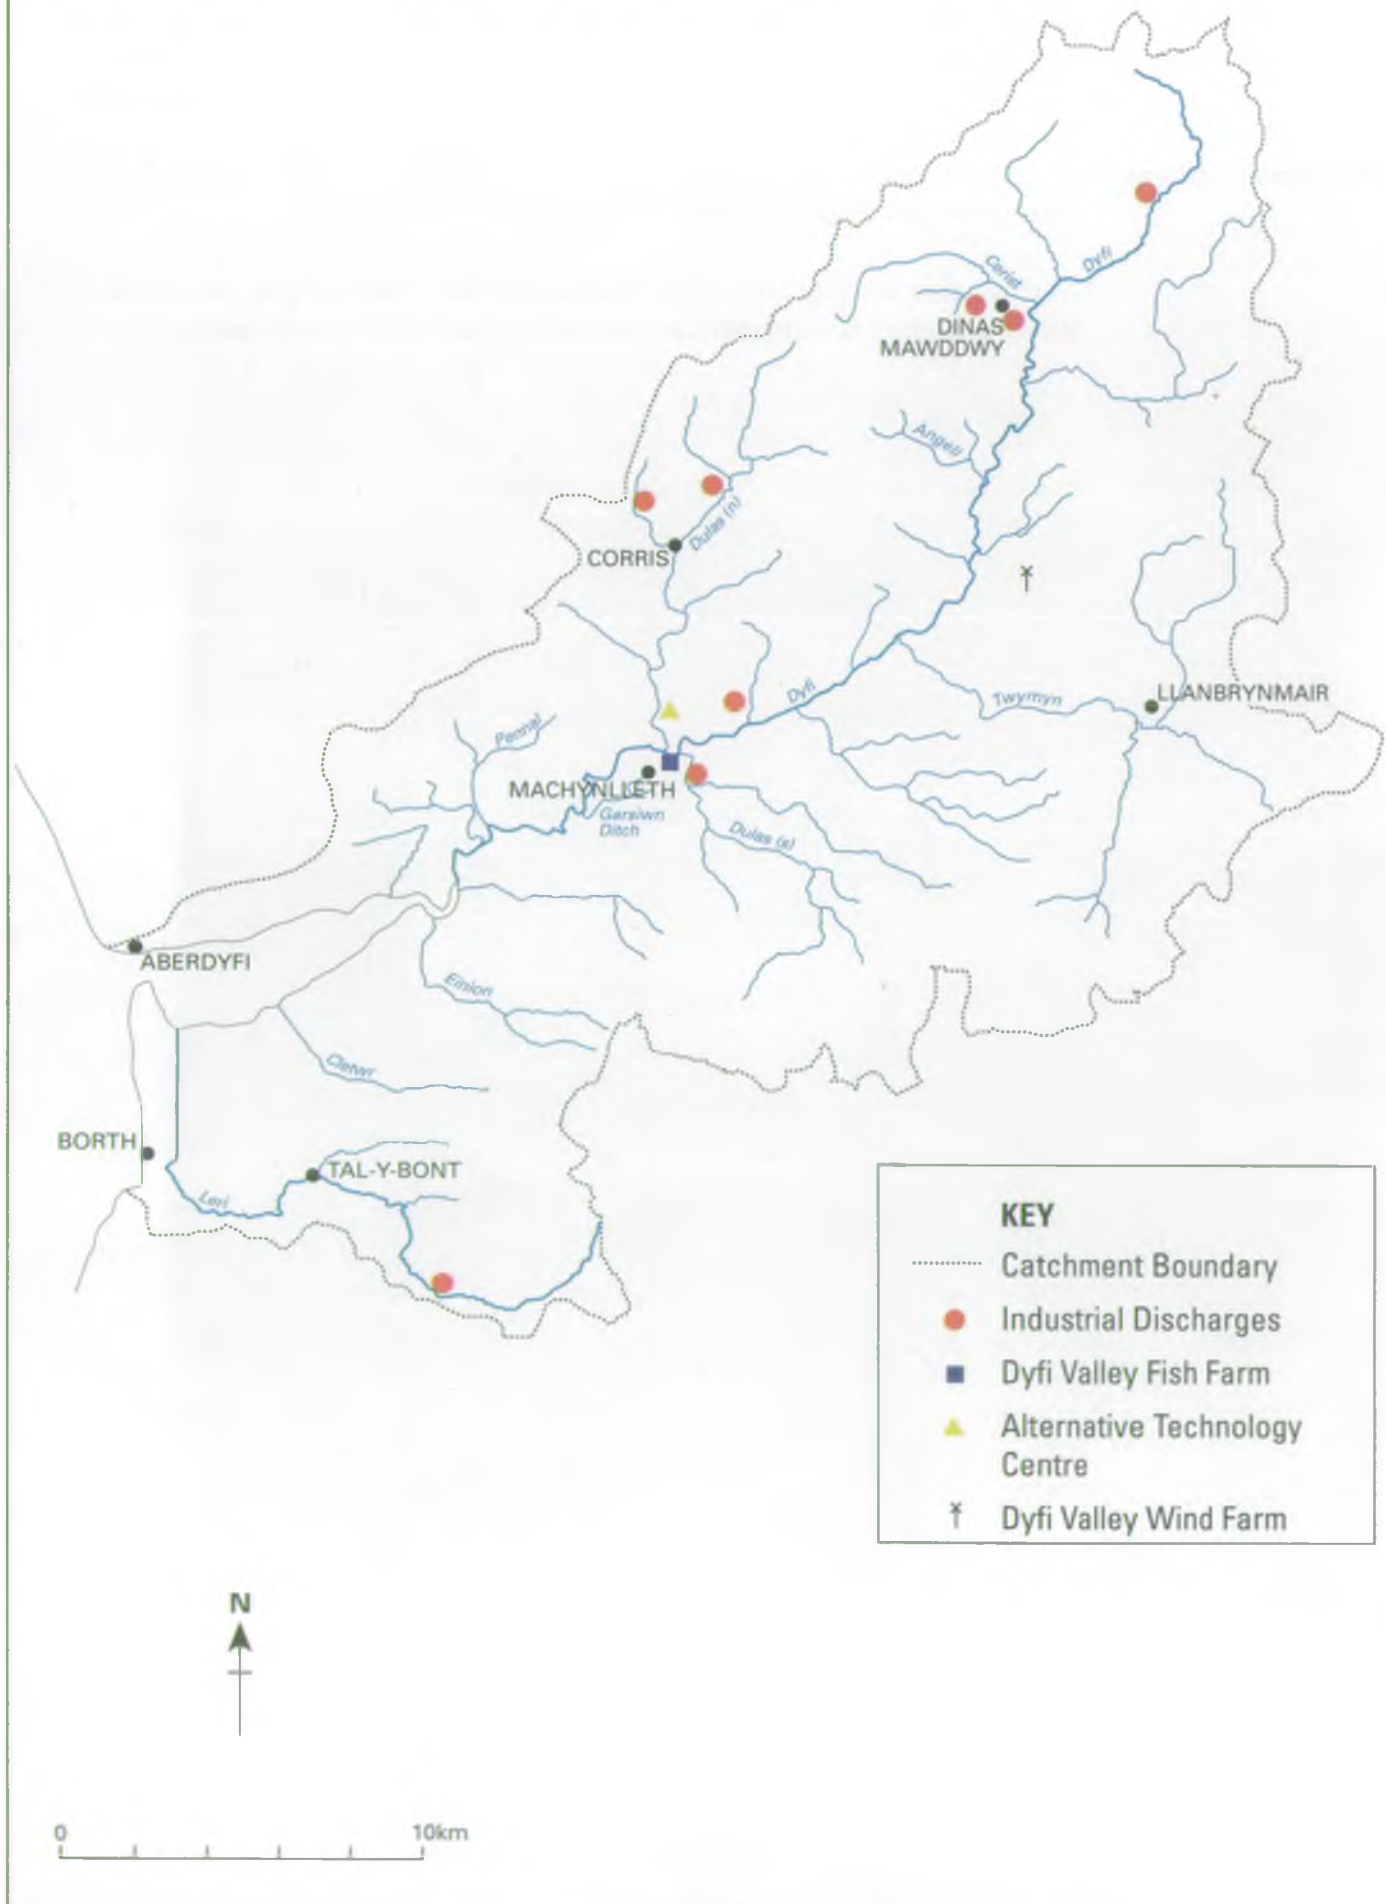 Dyfi
Cerist
DINAS
MAWDDWY
Angell
Dulas (n)
CORRIS
Dyfi
Twymyn
LLANBRYNMAIR
Pennal
MACHYNLLETH
Garsiwn
Ditch
Dulas (s)
ABERDYFI
Einion
Cletwr
BORTH
TAL-Y-BONT
Leri
KEY
Catchment Boundary
Industrial Discharges
Dyfi Valley Fish Farm
Alternative Technology
Centre
Dyfi Valley Wind Farm
N
0 10km